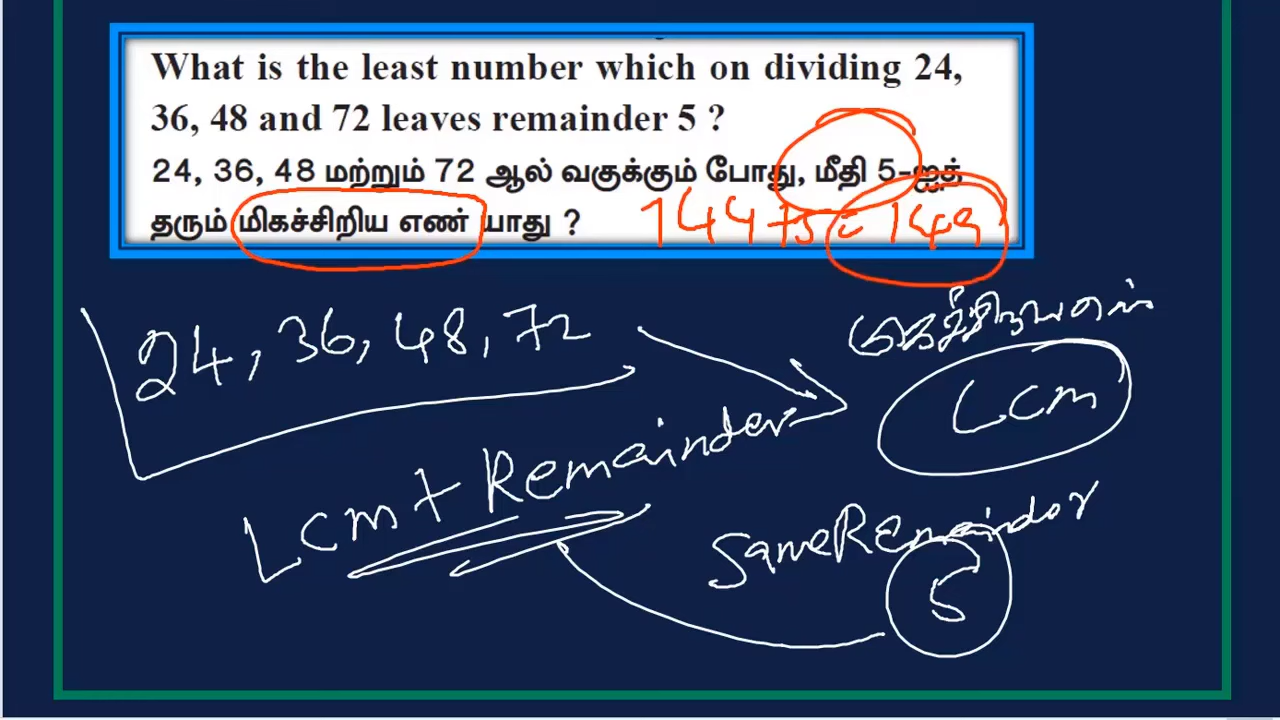 What is the least number which on dividing 24,
36, 48 and 72 leaves remainder 5 ?
24, 36, 48 மற்றும் 72 ஆல் வகுக்கும் போது, மீதி 5-ஐத்
தரும் மிகச்சிறிய எண் யாது ?
144+5=149
24, 36, 48, 72
Lcm
Lcm + Remainder
Same Remainder
5